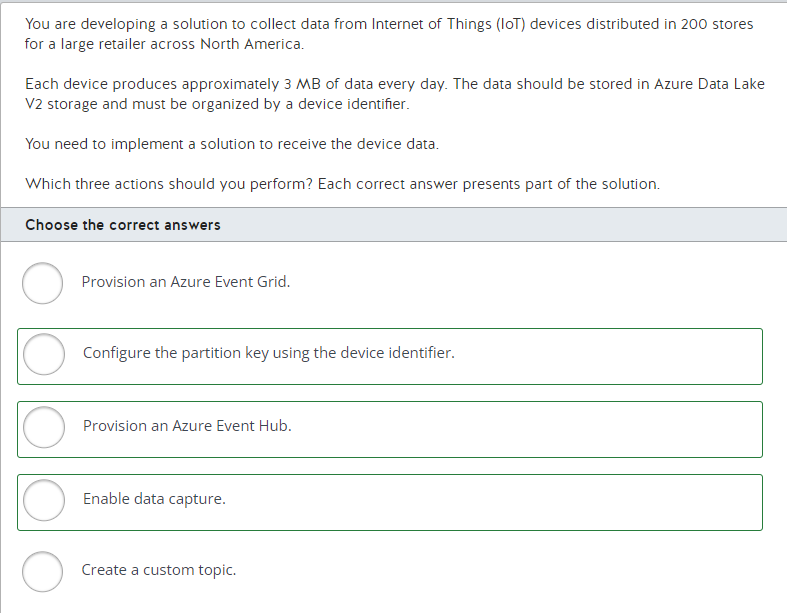 You are developing a solution to collect data from Internet of Things (IoT) devices distributed in 200 stores
for a large retailer across North America.
Each device produces approximately 3 MB of data every day. The data should be stored in Azure Data Lake
V2 storage and must be organized by a device identifier.
You need to implement a solution to receive the device data.
Which three actions should you perform? Each correct answer presents part of the solution.
Choose the correct answers
Provision an Azure Event Grid.
Configure the partition key using the device identifier.
Provision an Azure Event Hub.
Enable data capture.
Create a custom topic.